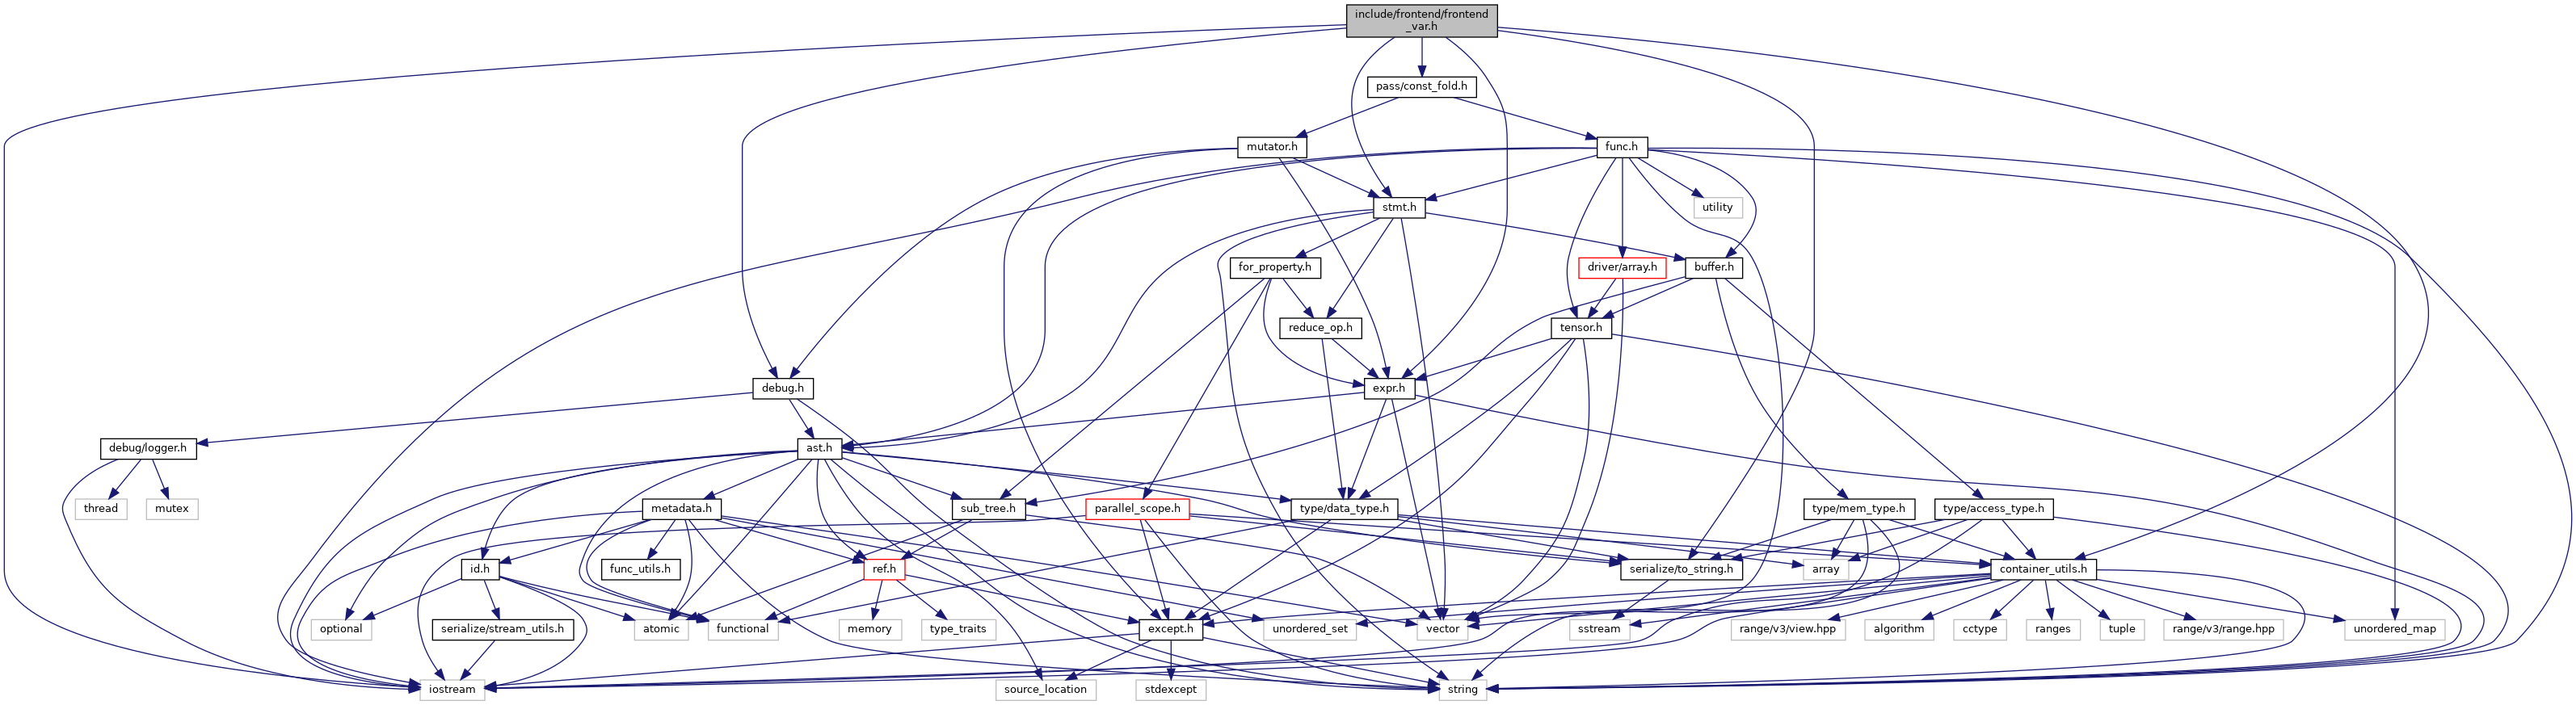 include/frontend/frontend
_var.h
pass/const_fold.h
mutator.h
func.h
stmt.h
utility
for_property.h
driver/array.h
buffer.h
reduce_op.h
tensor.h
debug.h
expr.h
debug/logger.h
ast.h
thread
mutex
metadata.h
sub_tree.h
parallel_scope.h
type/data_type.h
type/mem_type.h
type/access_type.h
id.h
func_utils.h
ref.h
serialize/to_string.h
array
container_utils.h
optional
serialize/stream_utils.h
atomic
functional
memory
type_traits
except.h
unordered_set
vector
sstream
range/v3/view.hpp
algorithm
cctype
ranges
tuple
range/v3/range.hpp
unordered_map
iostream
source_location
stdexcept
string